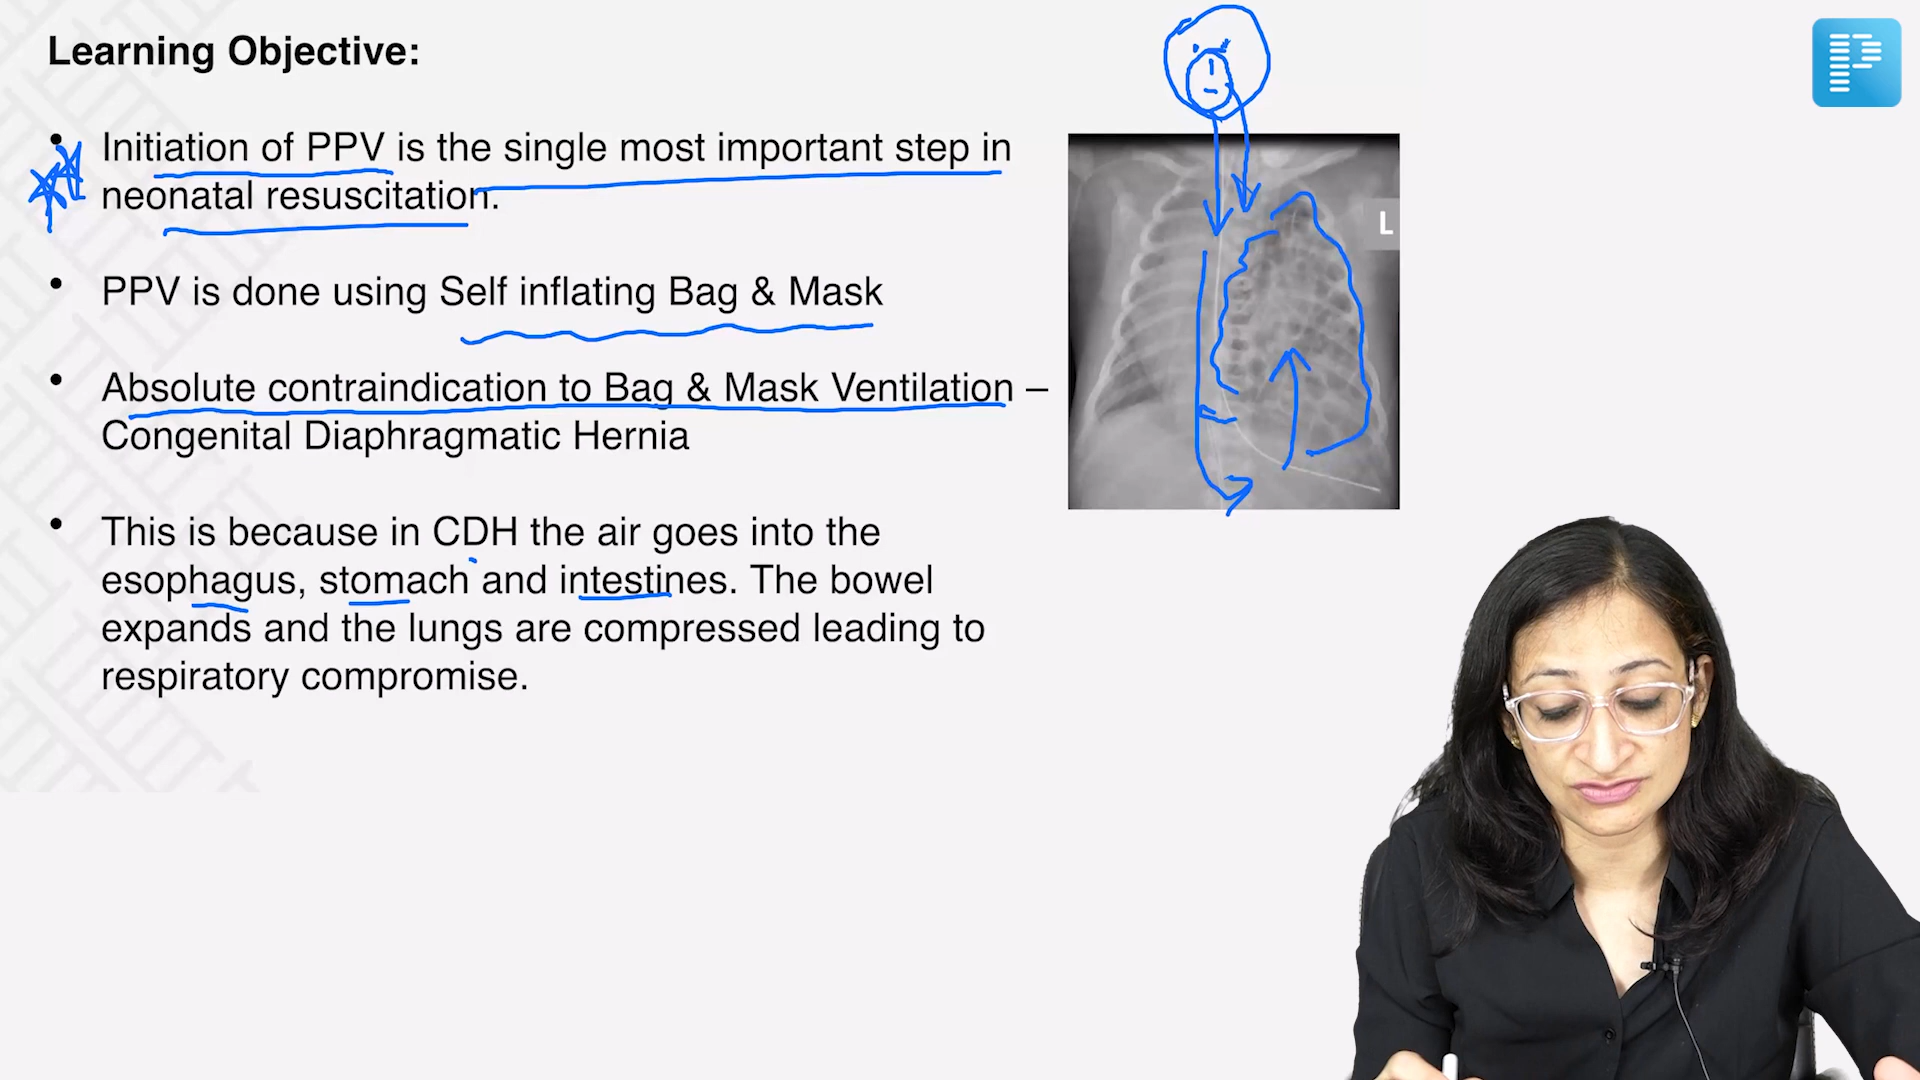 Learning Objective:
• Initiation of PPV is the single most important step in
neonatal resuscitation.
• PPV is done using Self inflating Bag & Mask
• Absolute contraindication to Bag & Mask Ventilation –
Congenital Diaphragmatic Hernia
• This is because in CDH the air goes into the
esophagus, stomach and intestines. The bowel
expands and the lungs are compressed leading to
respiratory compromise.
L
P